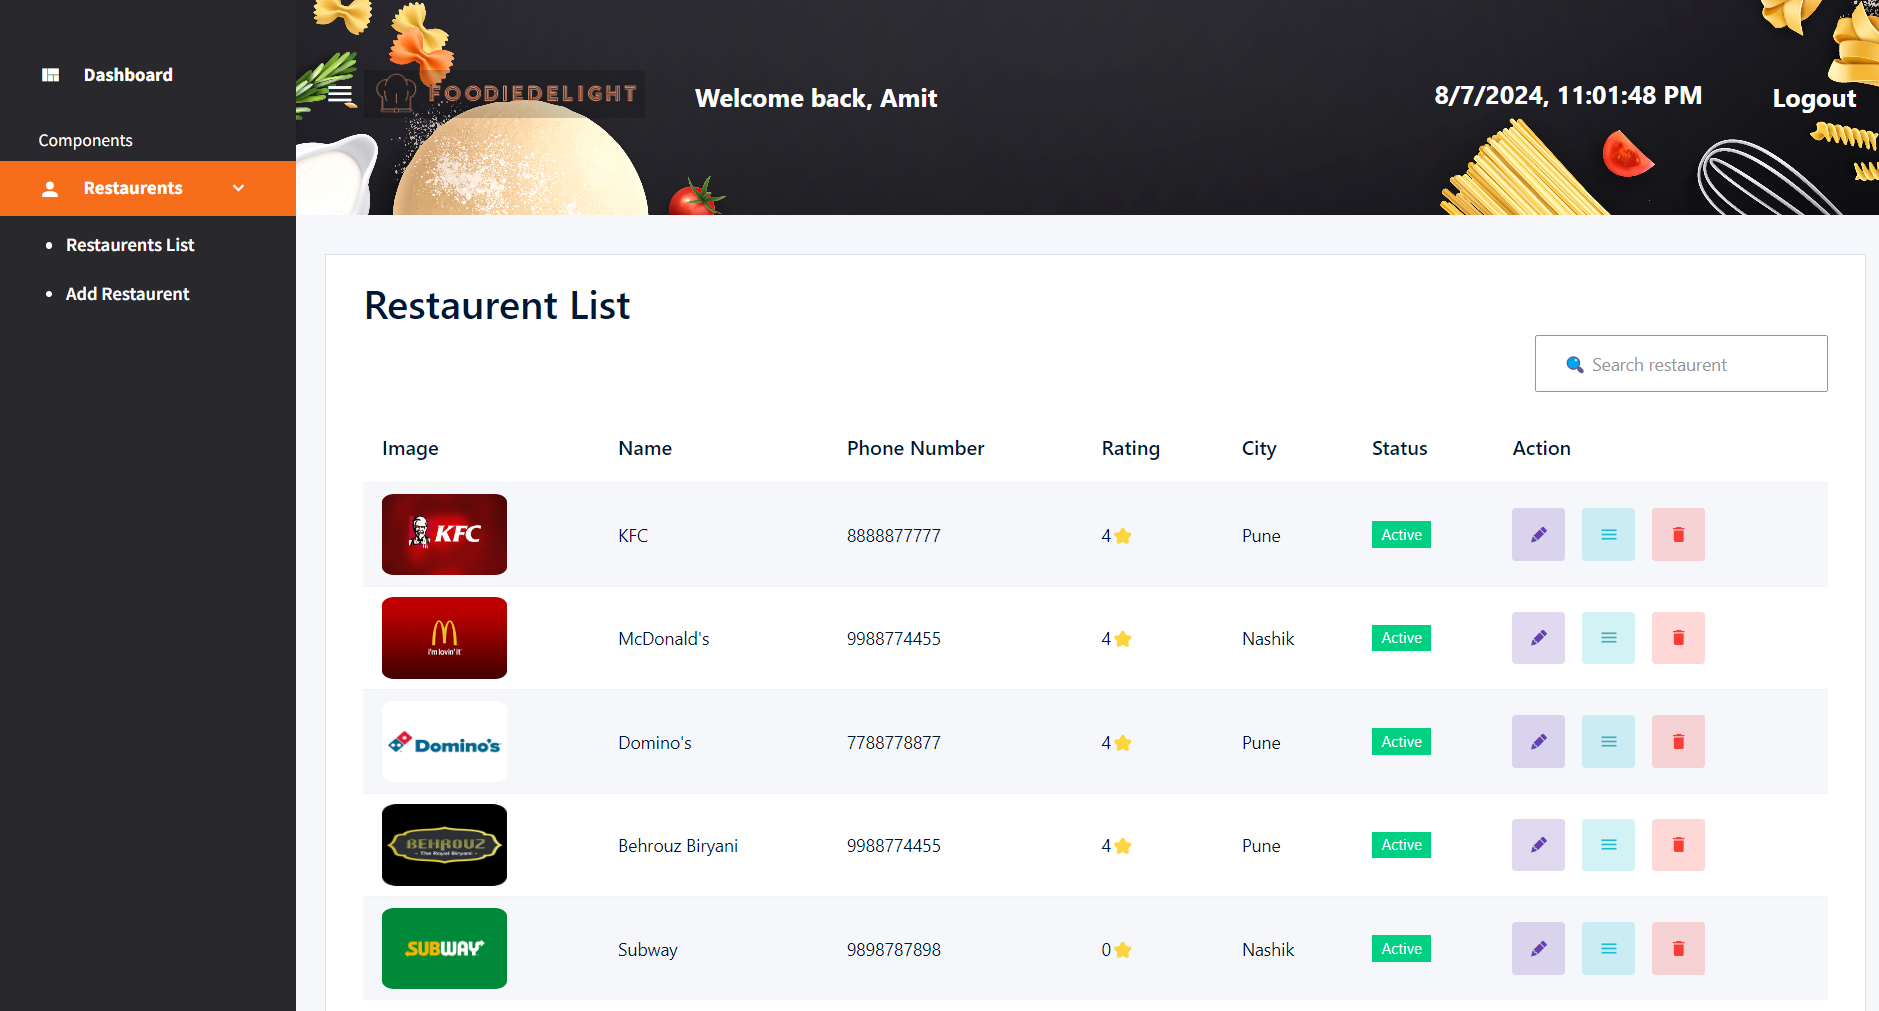 Dashboard
Components
Restaurents
Restaurents List
Add Restaurent
FOODIEDELIGHT
Welcome back, Amit
8/7/2024, 11:01:48 PM
Logout
Restaurent List
Search restaurent
Image Name Phone Number Rating City Status Action
KFC KFC 8888877777 4 Pune Active
i'm lovin' it McDonald's 9988774455 4 Nashik Active
Domino's Domino's 7788778877 4 Pune Active
BEHROUZ
- The Royal Biryani -
Behrouz Biryani 9988774455 4 Pune Active
SUBWAY Subway 9898787898 0 Nashik Active